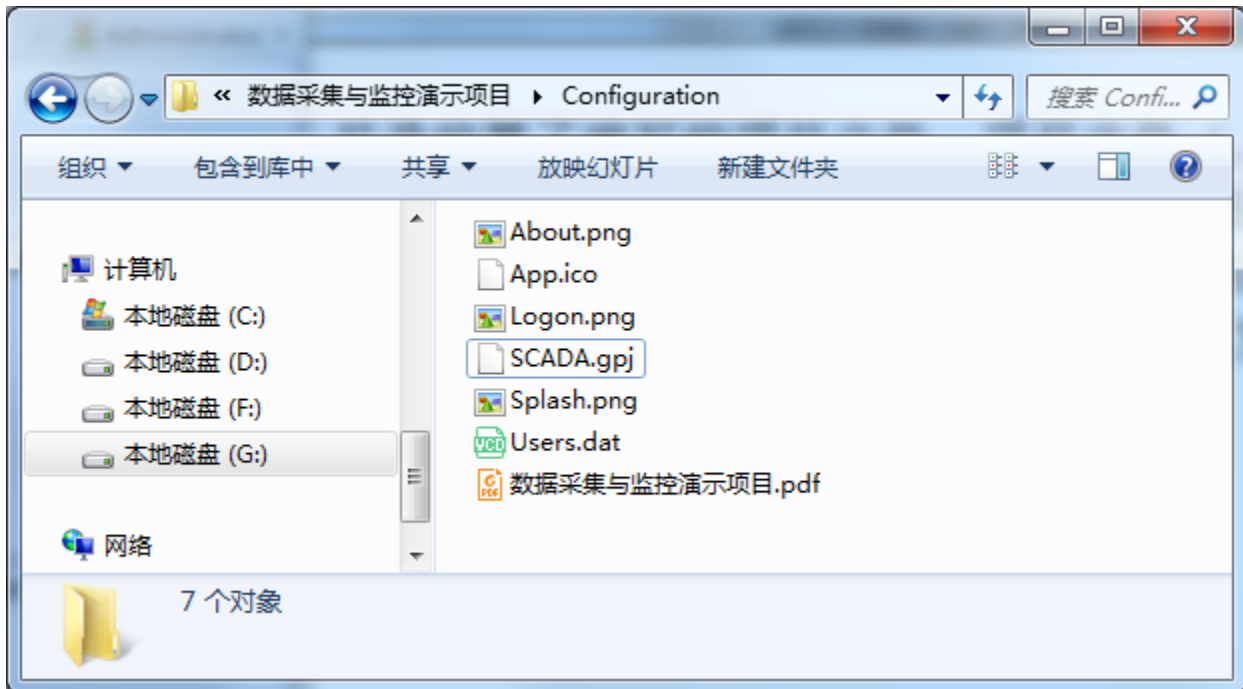 « 数据采集与监控演示项目 Configuration
搜索 Confi...
组织 包含到库中 共享 放映幻灯片 新建文件夹
计算机
本地磁盘 (C:)
本地磁盘 (D:)
本地磁盘 (F:)
本地磁盘 (G:)
网络
About.png
App.ico
Logon.png
SCADA.gpj
Splash.png
Users.dat
数据采集与监控演示项目.pdf
7 个对象